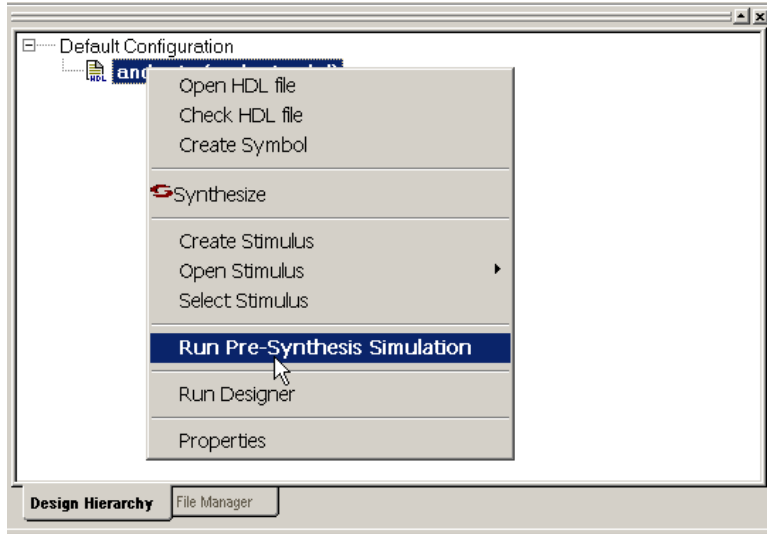 Default Configuration
HDL
Open HDL file
Check HDL file
Create Symbol
Synthesize
Create Stimulus
Open Stimulus
Select Stimulus
Run Pre-Synthesis Simulation
Run Designer
Properties
Design Hierarchy File Manager